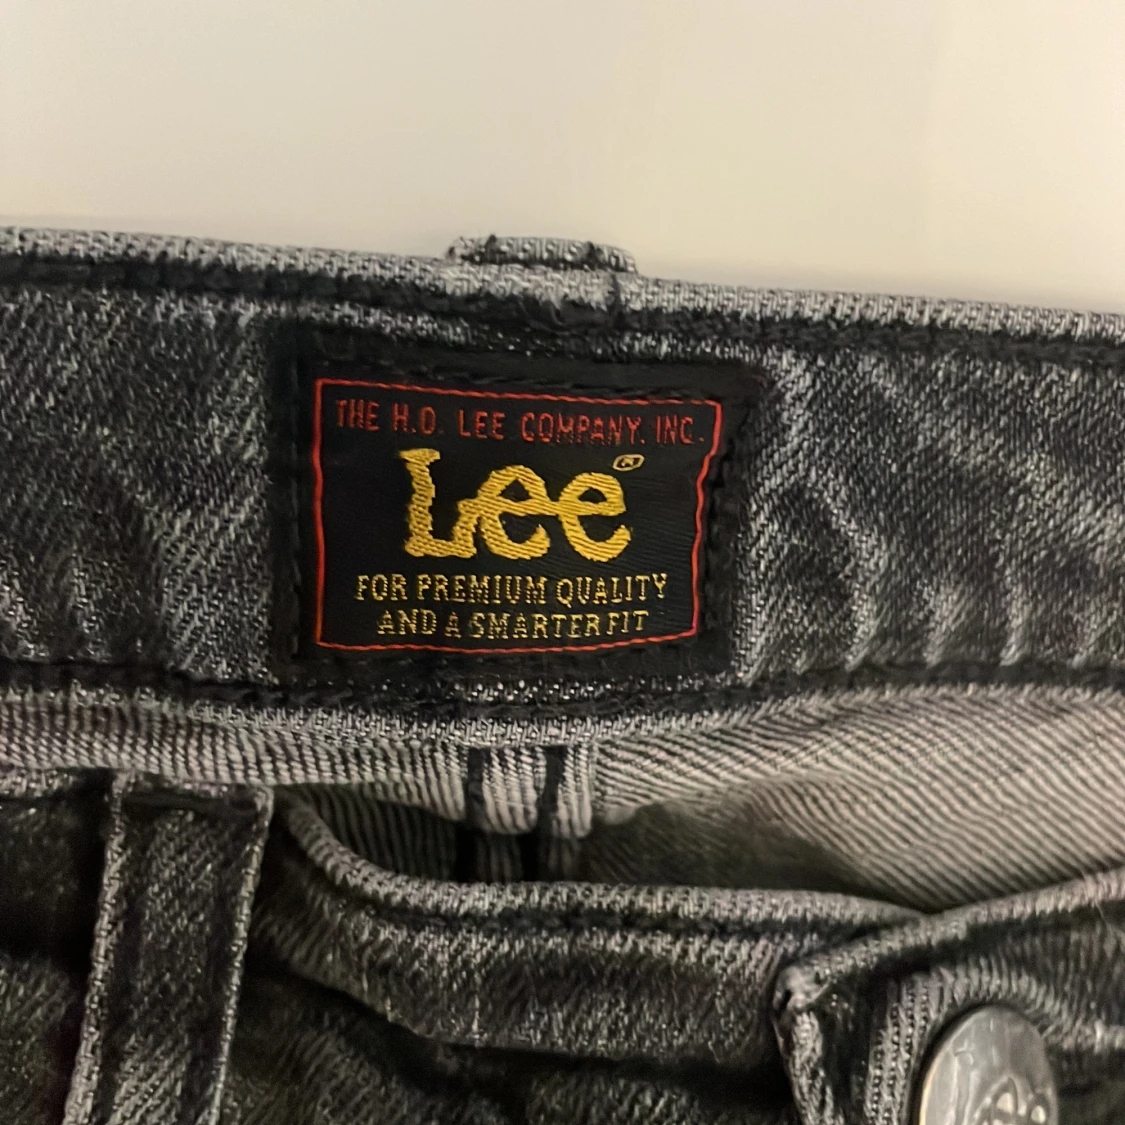 THE H.D. LEE COMPANY. INC.
Lee®
FOR PREMIUM QUALITY
AND A SMARTER FIT